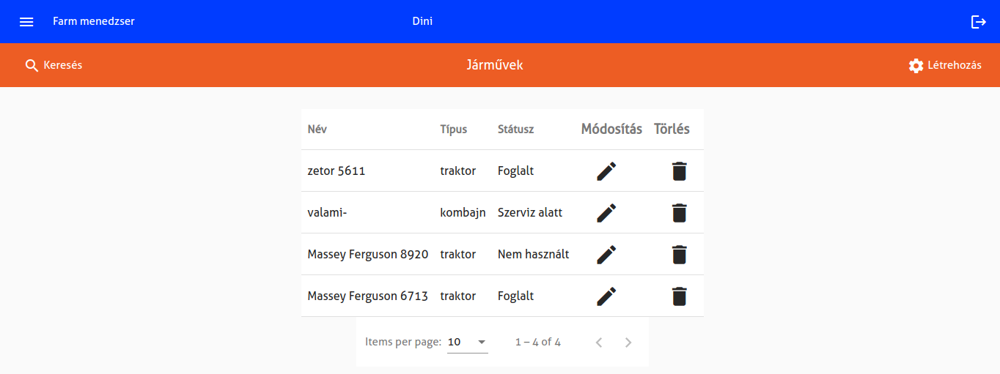 Farm menedzser Dini
Keresés Járművek Létrehozás
Név Típus Státusz Módosítás Törlés
zetor 5611 traktor Foglalt
valami- kombajn Szerviz alatt
Massey Ferguson 8920 traktor Nem használt
Massey Ferguson 6713 traktor Foglalt
Items per page: 10 1 – 4 of 4